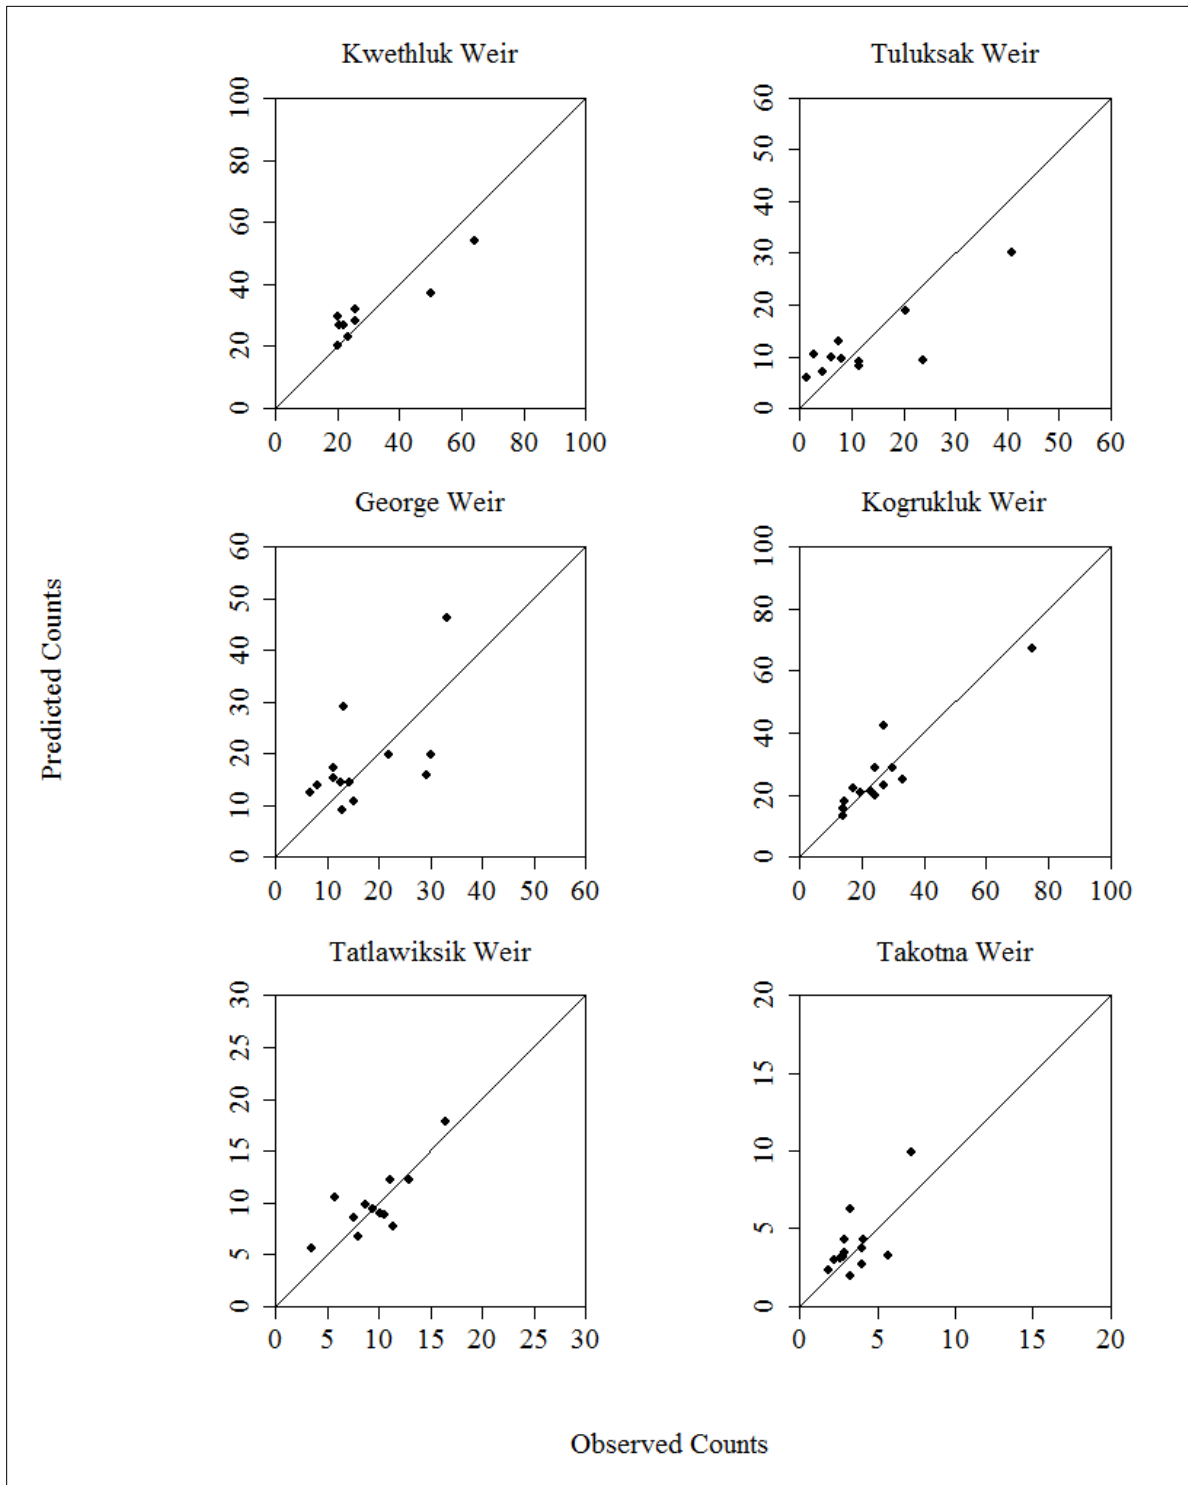 Kwethluk Weir
100
80
60
40
20
0
0 20 40 60 80 100
Tuluksak Weir
60
50
40
30
20
10
0
0 10 20 30 40 50 60
George Weir
60
50
40
30
20
10
0
0 10 20 30 40 50 60
Kogrukluk Weir
100
80
60
40
20
0
0 20 40 60 80 100
Predicted Counts
Tatlawiksik Weir
30
25
20
15
10
5
0
0 5 10 15 20 25 30
Takotna Weir
20
15
10
5
0
0 5 10 15 20
Observed Counts